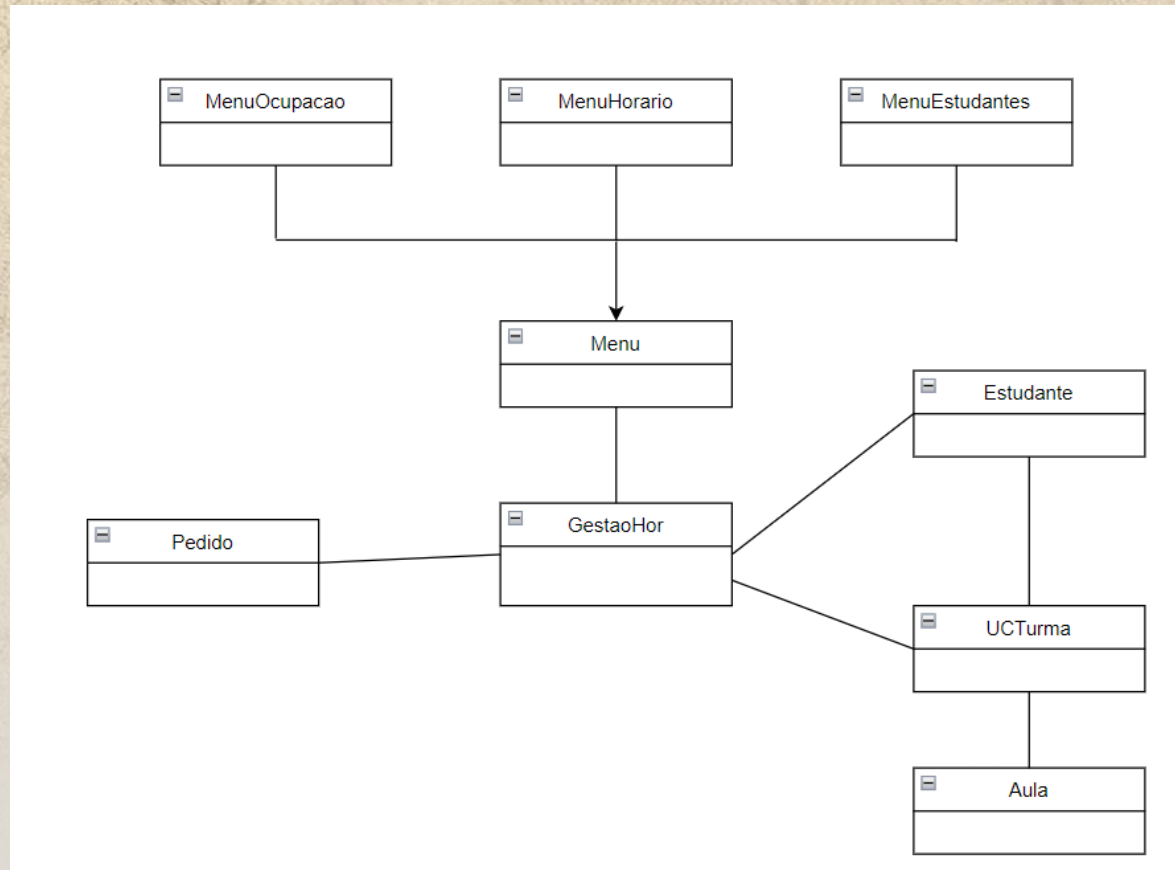 MenuOcupacao
MenuHorario
MenuEstudantes
Menu
Estudante
Pedido
GestaoHor
UCTurma
Aula